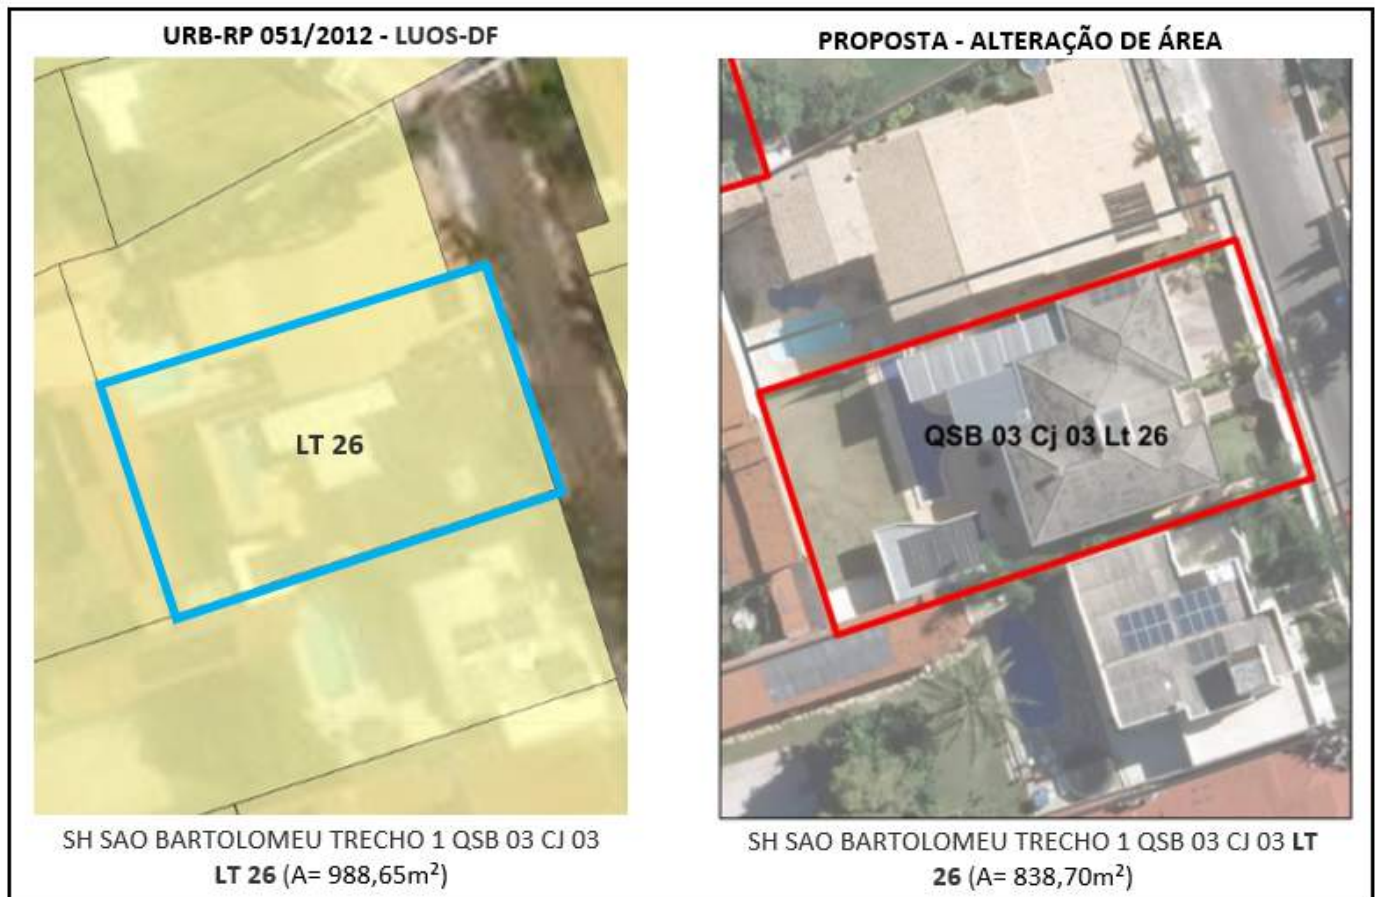 URB-RP 051/2012 - LUOS-DF
LT 26
SH SAO BARTOLOMEU TRECHO 1 QSB 03 CJ 03
LT 26 (A= 988,65m²)
PROPOSTA - ALTERAÇÃO DE ÁREA
QSB 03 Cj 03 Lt 26
SH SAO BARTOLOMEU TRECHO 1 QSB 03 CJ 03 LT
26 (A= 838,70m²)